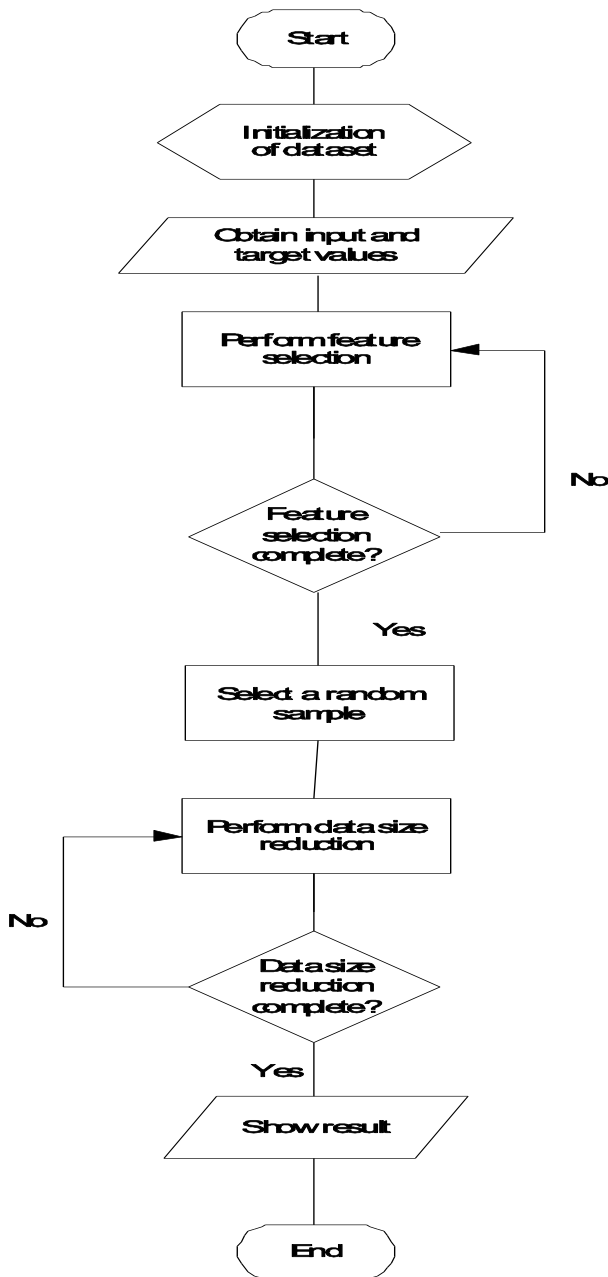 Start
Initialization
of dataset
Obtain input and
target values
Perform feature
selection
No
Feature
selection
complete?
Yes
Select a random
sample
Perform data size
reduction
No
Data size
reduction
complete?
Yes
Show result
End